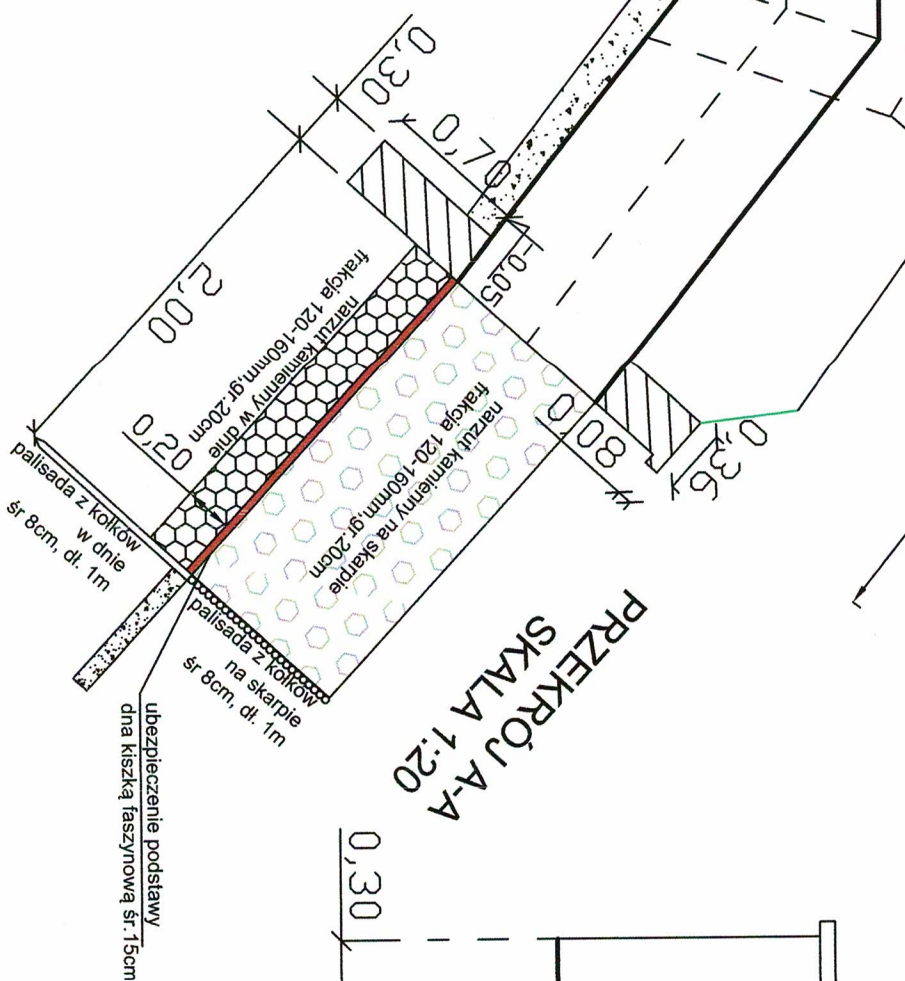 0,30
0,70
-0,05
2,00
narzut kamienny w dnie
frakcja 120-160mm,gr.20cm
0,20
narzut kamienny na skarpie
frakcja 120-160mm,gr.20cm
0,80
0,36
palisada z kołków
w dnie
śr 8cm, dł. 1m
palisada z kołków
na skarpie
śr 8cm, dł. 1m
ubezpieczenie podstawy
dna kiszką faszynową śr.15cm
PRZEKRÓJ A-A
SKALA 1:20
0,30